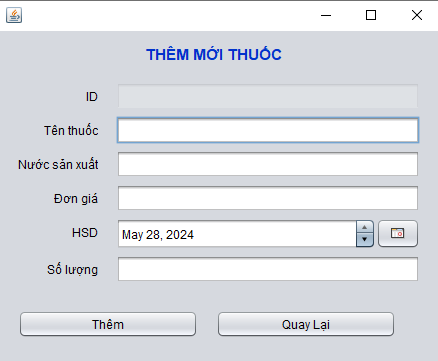 THÊM MỚI THUỐC
ID
Tên thuốc
Nước sản xuất
Đơn giá
HSD May 28, 2024
Số lượng
Thêm Quay Lại